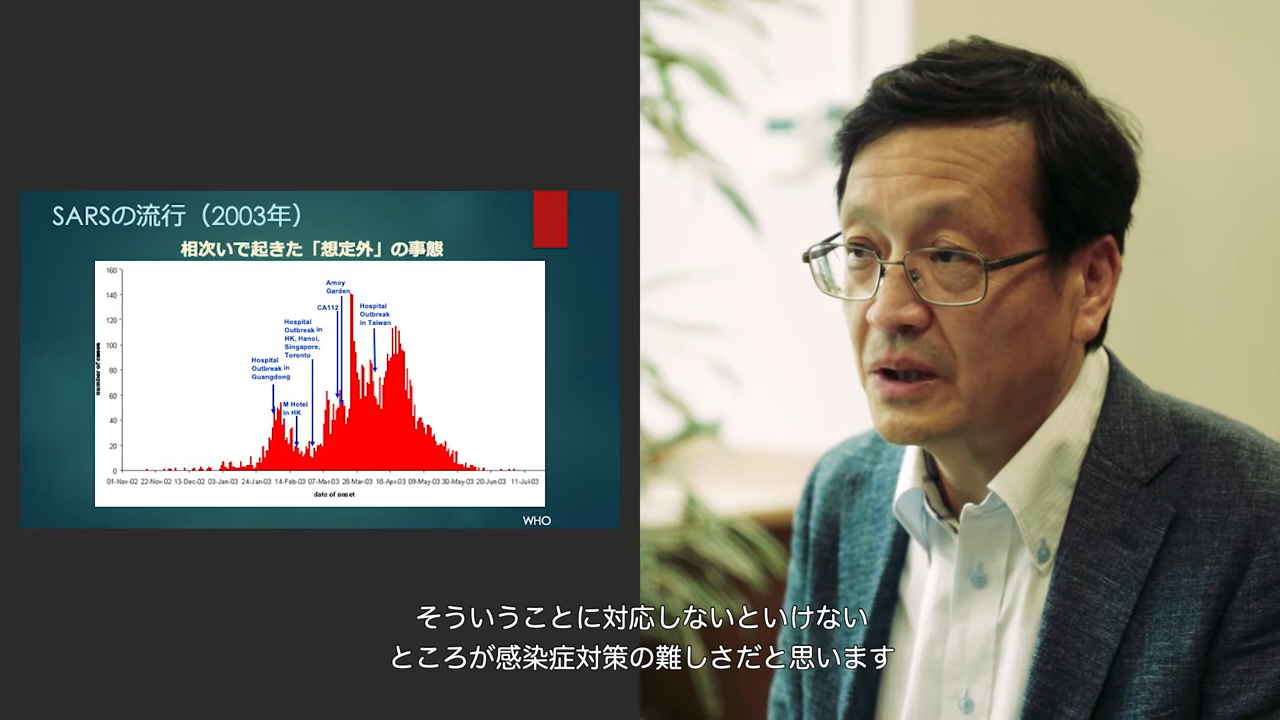 SARSの流行（2003年）
相次いで起きた「想定外」の事態
160
140
120
100
80
60
40
20
0
number of cases
Amoy
Garden
CA112
Hospital
Outbreak
in Taiwan
Hospital
Outbreak in
HK, Hanoi,
Singapore,
Toronto
Hospital
Outbreak in
Guangdong
M Hotel
in HK
01-Nov-02 22-Nov-02 13-Dec-02 03-Jan-03 24-Jan-03 14-Feb-03 07-Mar-03 28-Mar-03 18-Apr-03 09-May-03 30-May-03 20-Jun-03 11-Jul-03
date of onset
WHO
そういうことに対応しないといけない
ところが感染症対策の難しさだと思います